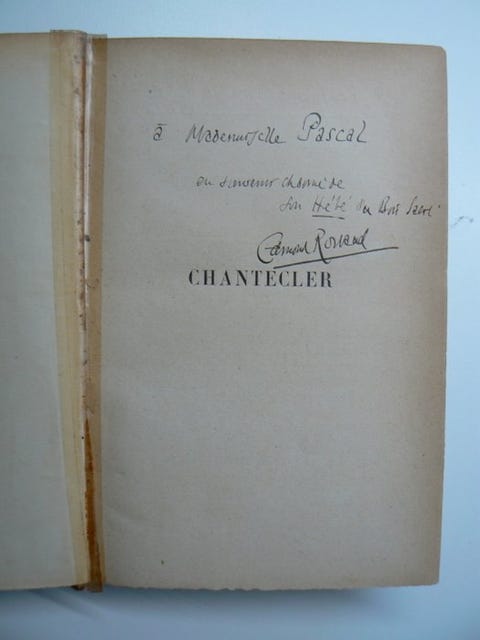 à Mademoiselle Pascal
en souvenir charmé de
son Hébé du Bois Sacré
Edmond Rostand
CHANTECLER